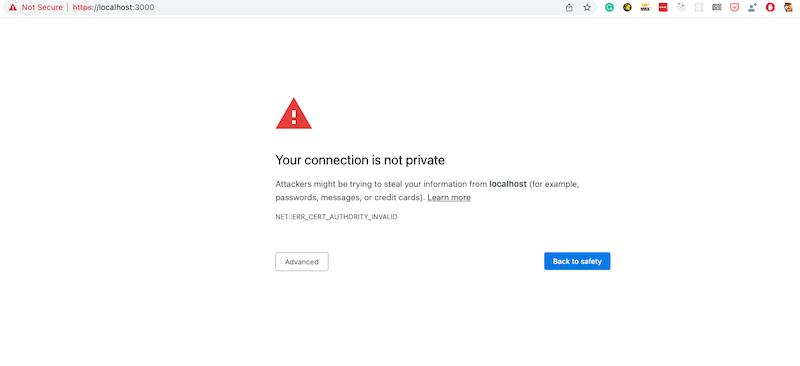 Not Secure | https://localhost:3000
Your connection is not private
Attackers might be trying to steal your information from localhost (for example,
passwords, messages, or credit cards). Learn more
NET::ERR_CERT_AUTHORITY_INVALID
Advanced
Back to safety